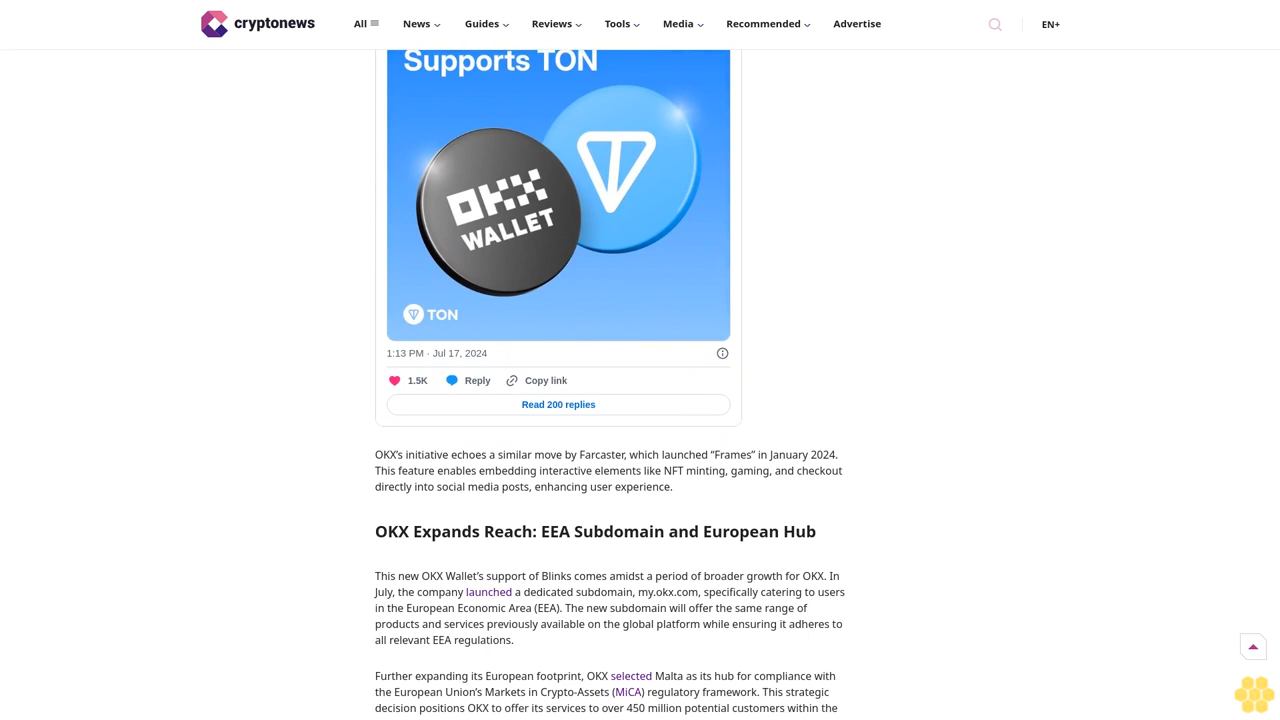 cryptonews
All
News
Guides
Reviews
Tools
Media
Recommended
Advertise
EN+
Supports TON
OKX
WALLET
TON
1:13 PM · Jul 17, 2024
1.5K
Reply
Copy link
Read 200 replies
OKX’s initiative echoes a similar move by Farcaster, which launched “Frames” in January 2024.
This feature enables embedding interactive elements like NFT minting, gaming, and checkout
directly into social media posts, enhancing user experience.
OKX Expands Reach: EEA Subdomain and European Hub
This new OKX Wallet’s support of Blinks comes amidst a period of broader growth for OKX. In
July, the company launched a dedicated subdomain, my.okx.com, specifically catering to users
in the European Economic Area (EEA). The new subdomain will offer the same range of
products and services previously available on the global platform while ensuring it adheres to
all relevant EEA regulations.
Further expanding its European footprint, OKX selected Malta as its hub for compliance with
the European Union’s Markets in Crypto-Assets (MiCA) regulatory framework. This strategic
decision positions OKX to offer its services to over 450 million potential customers within the